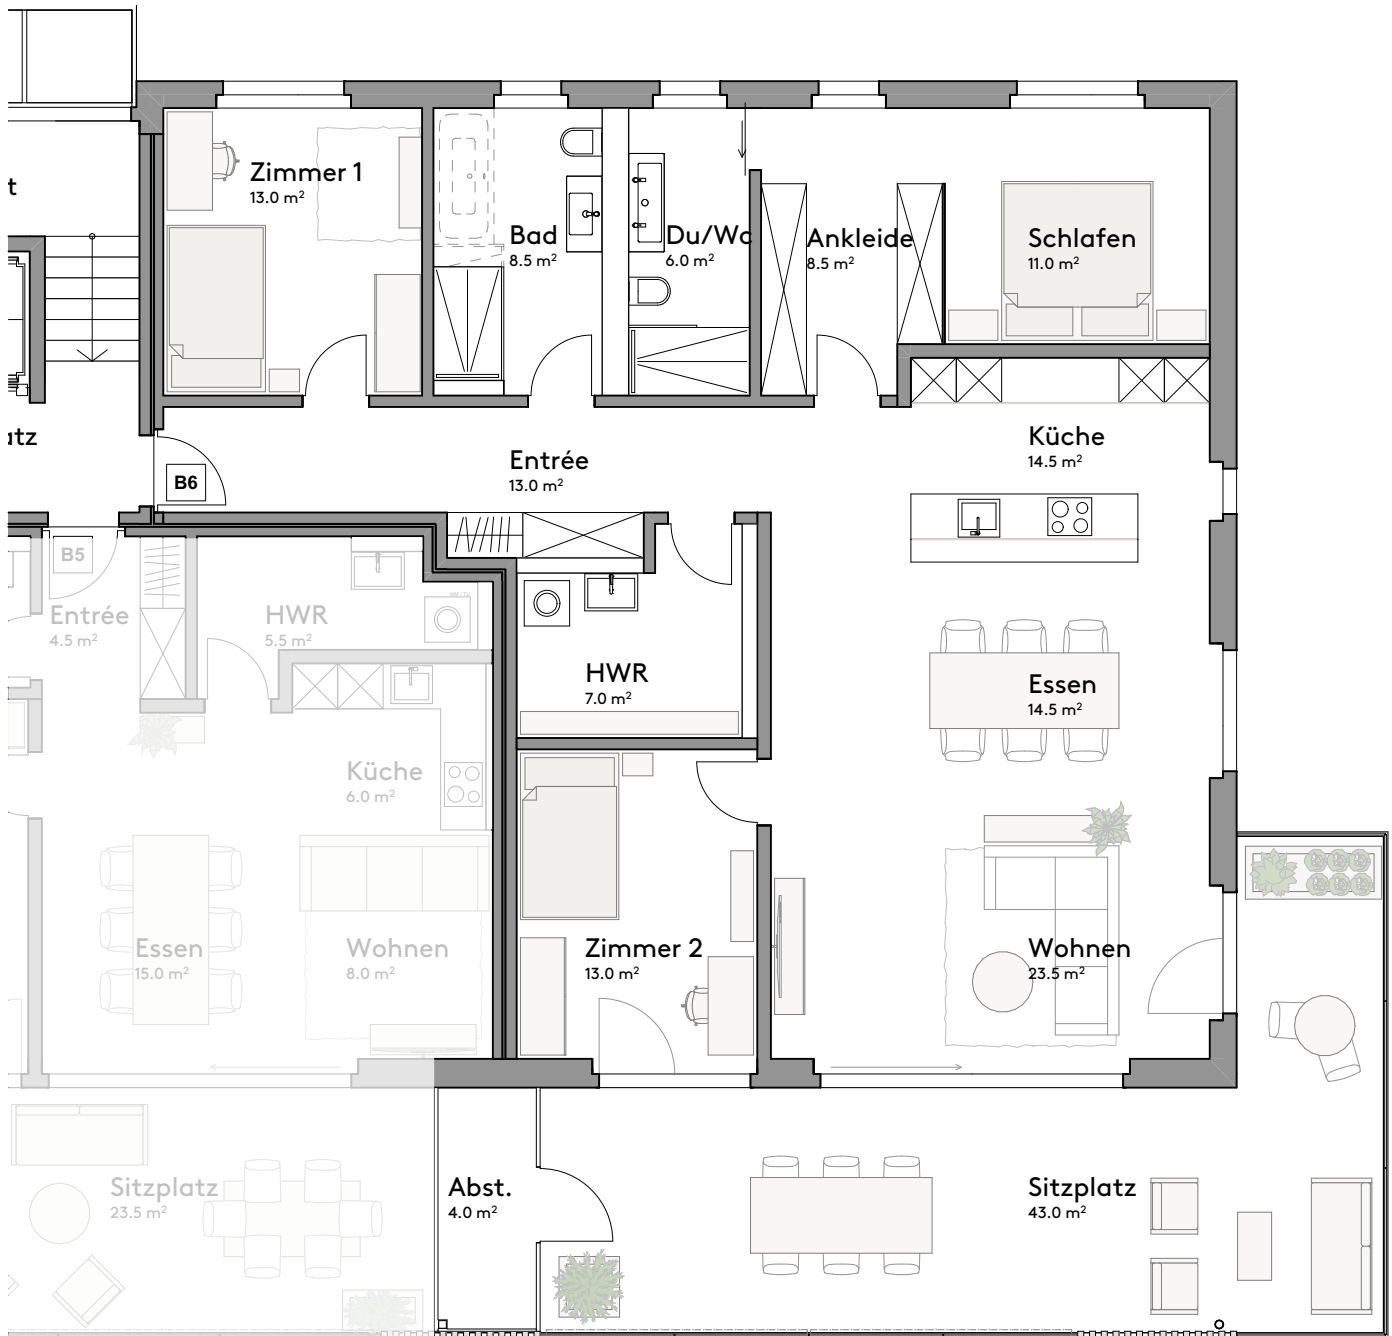 t
Zimmer 1
13.0 m²
Bad
8.5 m²
Du/Wc
6.0 m²
Ankleide
8.5 m²
Schlafen
11.0 m²
atz
B6
Entrée
13.0 m²
Küche
14.5 m²
B5
Entrée
4.5 m²
HWR
5.5 m²
HWR
7.0 m²
Essen
14.5 m²
Küche
6.0 m²
Essen
15.0 m²
Wohnen
8.0 m²
Zimmer 2
13.0 m²
Wohnen
23.5 m²
Sitzplatz
23.5 m²
Abst.
4.0 m²
Sitzplatz
43.0 m²